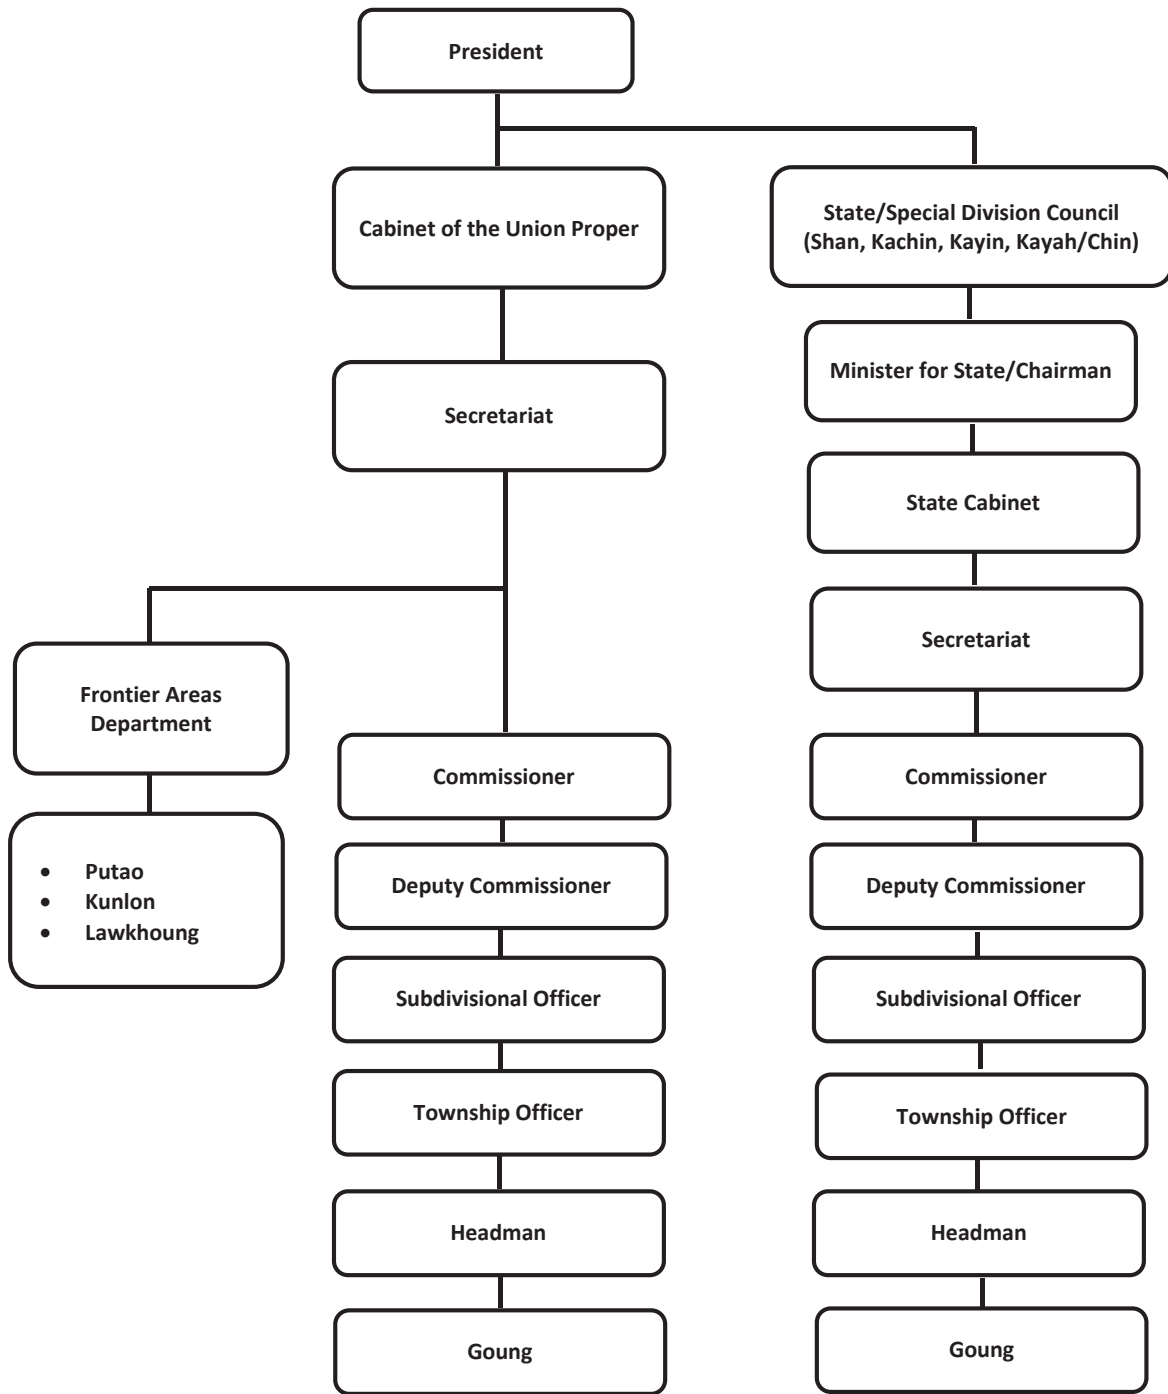 President
Cabinet of the Union Proper
State/Special Division Council
(Shan, Kachin, Kayin, Kayah/Chin)
Minister for State/Chairman
Secretariat
State Cabinet
Secretariat
Frontier Areas
Department
Commissioner
Commissioner
• Putao
• Kunlon
• Lawkhoung
Deputy Commissioner
Deputy Commissioner
Subdivisional Officer
Subdivisional Officer
Township Officer
Township Officer
Headman
Headman
Goung
Goung